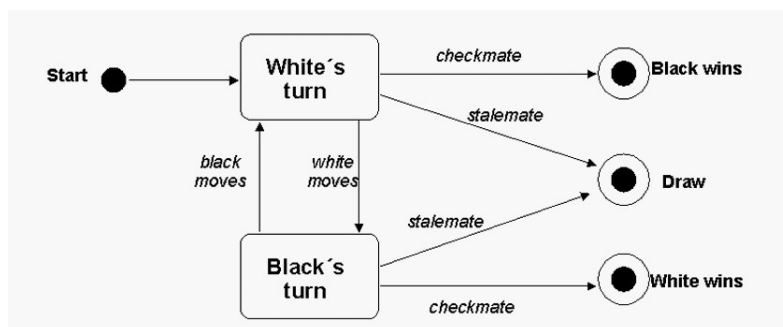 Start
White´s
turn
checkmate
Black wins
stalemate
black
moves
white
moves
Draw
stalemate
Black´s
turn
White wins
checkmate